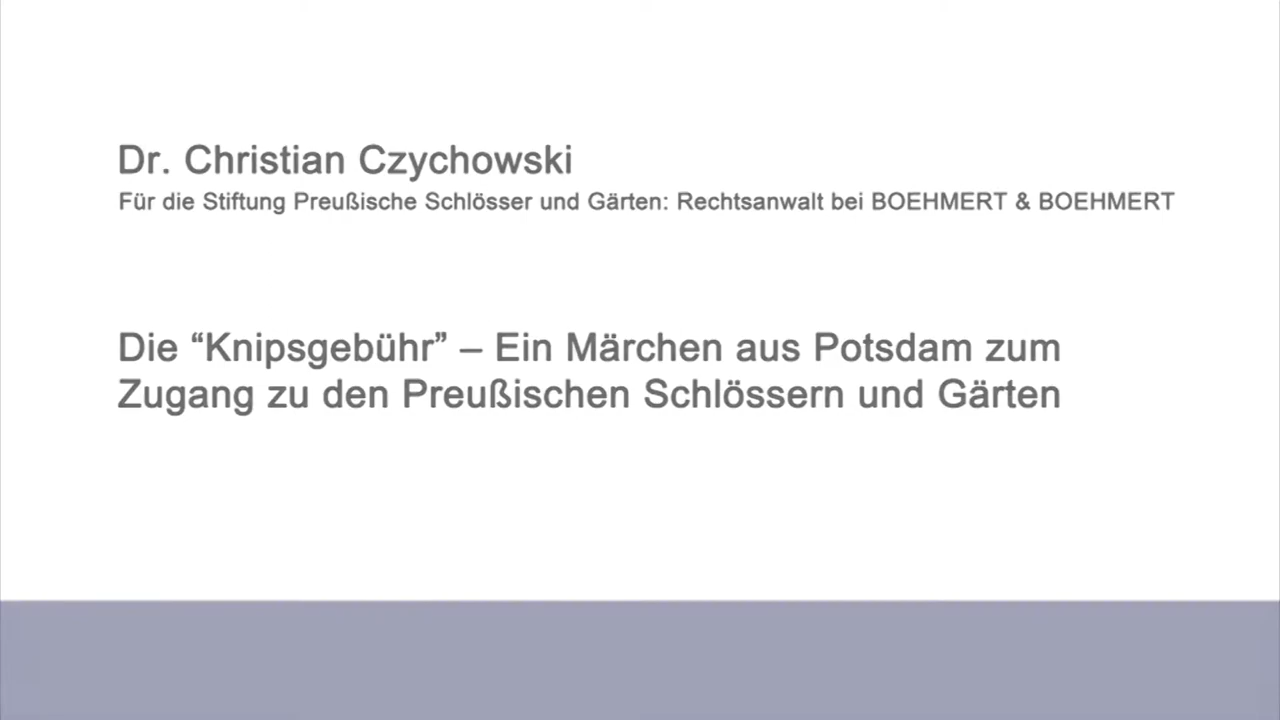 Dr. Christian Czychowski
Für die Stiftung Preußische Schlösser und Gärten: Rechtsanwalt bei BOEHMERT & BOEHMERT
Die “Knipsgebühr” – Ein Märchen aus Potsdam zum
Zugang zu den Preußischen Schlössern und Gärten